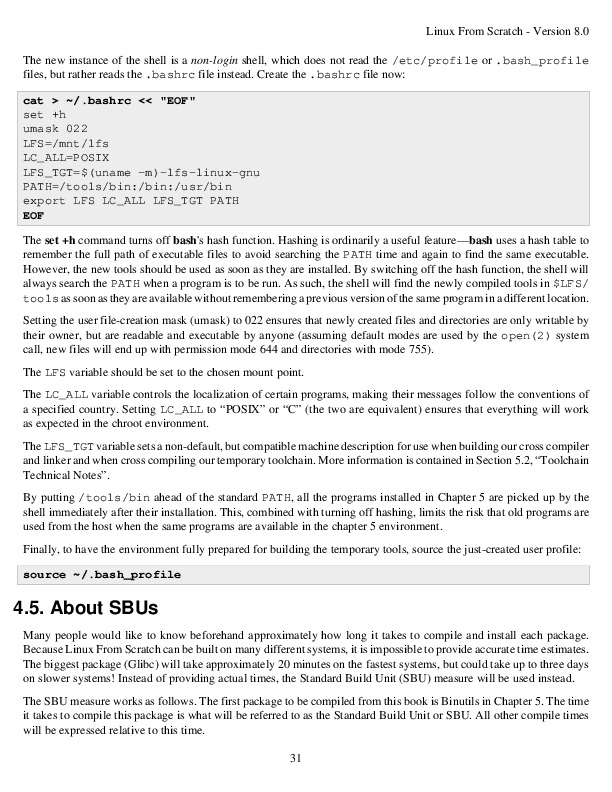 Linux From Scratch - Version 8.0
The new instance of the shell is a non-login shell, which does not read the /etc/profile or .bash_profile
files, but rather reads the .bashrc file instead. Create the .bashrc file now:
cat > ~/.bashrc << "EOF"
set +h
umask 022
LFS=/mnt/lfs
LC_ALL=POSIX
LFS_TGT=$(uname -m)-lfs-linux-gnu
PATH=/tools/bin:/bin:/usr/bin
export LFS LC_ALL LFS_TGT PATH
EOF
The set +h command turns off bash's hash function. Hashing is ordinarily a useful feature—bash uses a hash table to
remember the full path of executable files to avoid searching the PATH time and again to find the same executable.
However, the new tools should be used as soon as they are installed. By switching off the hash function, the shell will
always search the PATH when a program is to be run. As such, the shell will find the newly compiled tools in $LFS/
tools as soon as they are available without remembering a previous version of the same program in a different location.
Setting the user file-creation mask (umask) to 022 ensures that newly created files and directories are only writable by
their owner, but are readable and executable by anyone (assuming default modes are used by the open(2) system
call, new files will end up with permission mode 644 and directories with mode 755).
The LFS variable should be set to the chosen mount point.
The LC_ALL variable controls the localization of certain programs, making their messages follow the conventions of
a specified country. Setting LC_ALL to “POSIX” or “C” (the two are equivalent) ensures that everything will work
as expected in the chroot environment.
The LFS_TGT variable sets a non-default, but compatible machine description for use when building our cross compiler
and linker and when cross compiling our temporary toolchain. More information is contained in Section 5.2, “Toolchain
Technical Notes”.
By putting /tools/bin ahead of the standard PATH, all the programs installed in Chapter 5 are picked up by the
shell immediately after their installation. This, combined with turning off hashing, limits the risk that old programs are
used from the host when the same programs are available in the chapter 5 environment.
Finally, to have the environment fully prepared for building the temporary tools, source the just-created user profile:
source ~/.bash_profile
4.5. About SBUs
Many people would like to know beforehand approximately how long it takes to compile and install each package.
Because Linux From Scratch can be built on many different systems, it is impossible to provide accurate time estimates.
The biggest package (Glibc) will take approximately 20 minutes on the fastest systems, but could take up to three days
on slower systems! Instead of providing actual times, the Standard Build Unit (SBU) measure will be used instead.
The SBU measure works as follows. The first package to be compiled from this book is Binutils in Chapter 5. The time
it takes to compile this package is what will be referred to as the Standard Build Unit or SBU. All other compile times
will be expressed relative to this time.
31